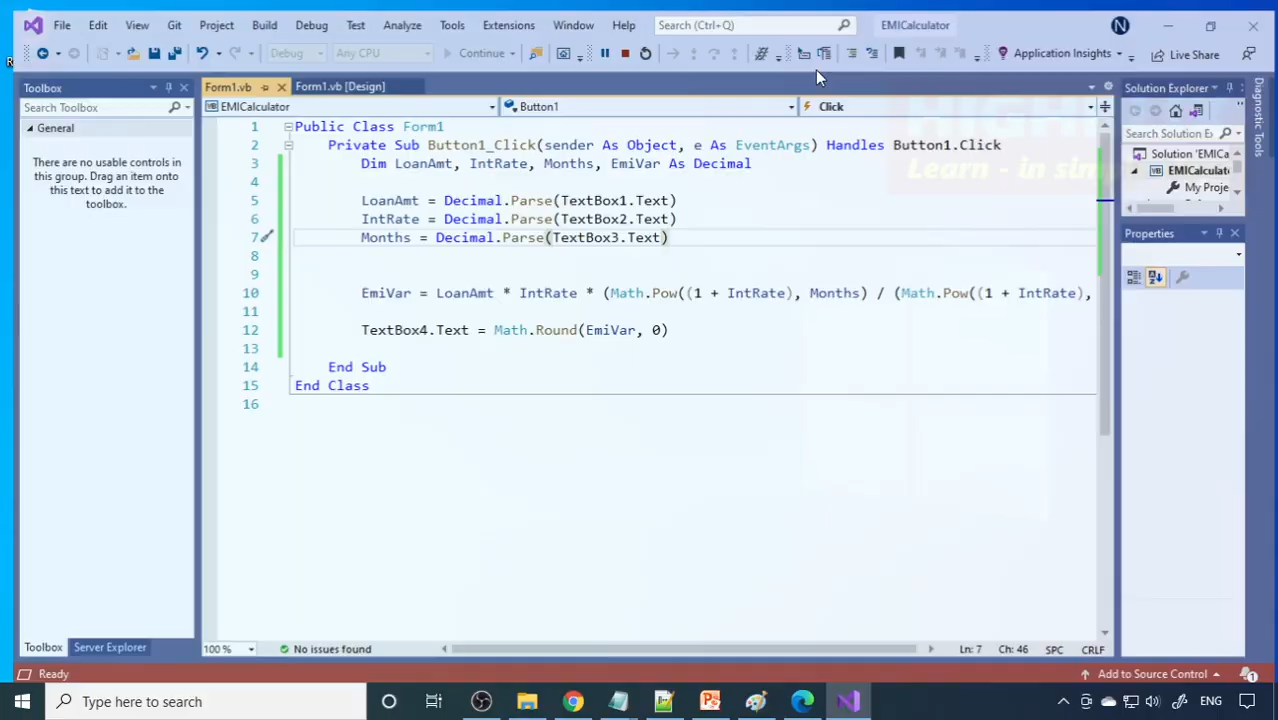 File Edit View Git Project Build Debug Test Analyze Tools Extensions Window Help Search (Ctrl+Q) EMICalculator N
Debug Any CPU Continue Application Insights Live Share
Toolbox Form1.vb Form1.vb [Design] Solution Explorer
Search Toolbox EMICalculator Button1 Click
General
There are no usable controls in
this group. Drag an item onto
this text to add it to the
toolbox.
1 Public Class Form1
2 Private Sub Button1_Click(sender As Object, e As EventArgs) Handles Button1.Click
3 Dim LoanAmt, IntRate, Months, EmiVar As Decimal
4
5 LoanAmt = Decimal.Parse(TextBox1.Text)
6 IntRate = Decimal.Parse(TextBox2.Text)
7 Months = Decimal.Parse(TextBox3.Text)
8
9
10 EmiVar = LoanAmt * IntRate * (Math.Pow((1 + IntRate), Months) / (Math.Pow((1 + IntRate),
11
12 TextBox4.Text = Math.Round(EmiVar, 0)
13
14 End Sub
15 End Class
16
Learn - in sim
Search Solution Ex
Solution 'EMICa
EMICalculat
My Proje
Properties
Diagnostic Tools
Toolbox Server Explorer
100 % No issues found Ln: 7 Ch: 46 SPC CRLF
Ready Add to Source Control 1
Type here to search ENG